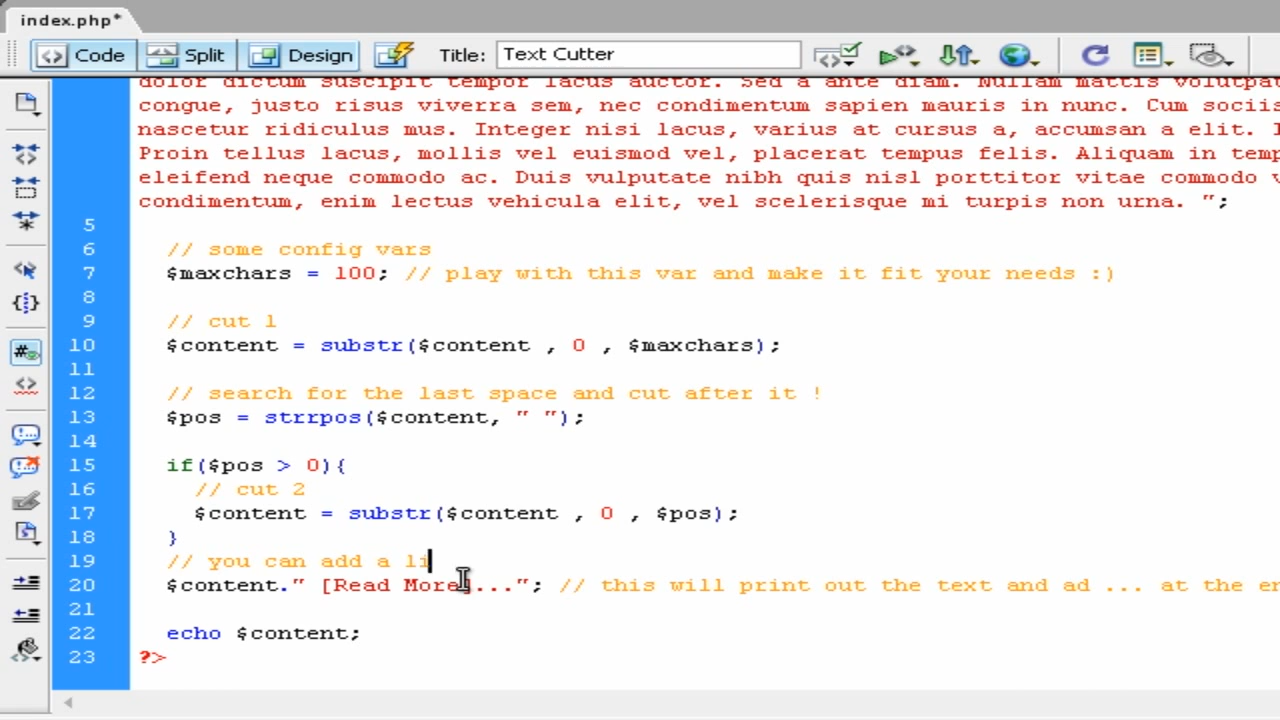 index.php*
Code Split Design Title: Text Cutter
dolor dictum suscipit tempor lacus auctor. Sed a ante diam. Nullam mattis volutpa
congue, justo risus viverra sem, nec condimentum sapien mauris in nunc. Cum sociis
nascetur ridiculus mus. Integer nisi lacus, varius at cursus a, accumsan a elit.
Proin tellus lacus, mollis vel euismod vel, placerat tempus felis. Aliquam in temp
eleifend neque commodo ac. Duis vulputate nibh quis nisl porttitor vitae commodo
condimentum, enim lectus vehicula elit, vel scelerisque mi turpis non urna. ";
5
6 // some config vars
7 $maxchars = 100; // play with this var and make it fit your needs :)
8
9 // cut 1
10 $content = substr($content , 0 , $maxchars);
11
12 // search for the last space and cut after it !
13 $pos = strrpos($content, " ");
14
15 if($pos > 0){
16 // cut 2
17 $content = substr($content , 0 , $pos);
18 }
19 // you can add a li
20 $content." [Read More]..."; // this will print out the text and ad ... at the en
21
22 echo $content;
23 ?>